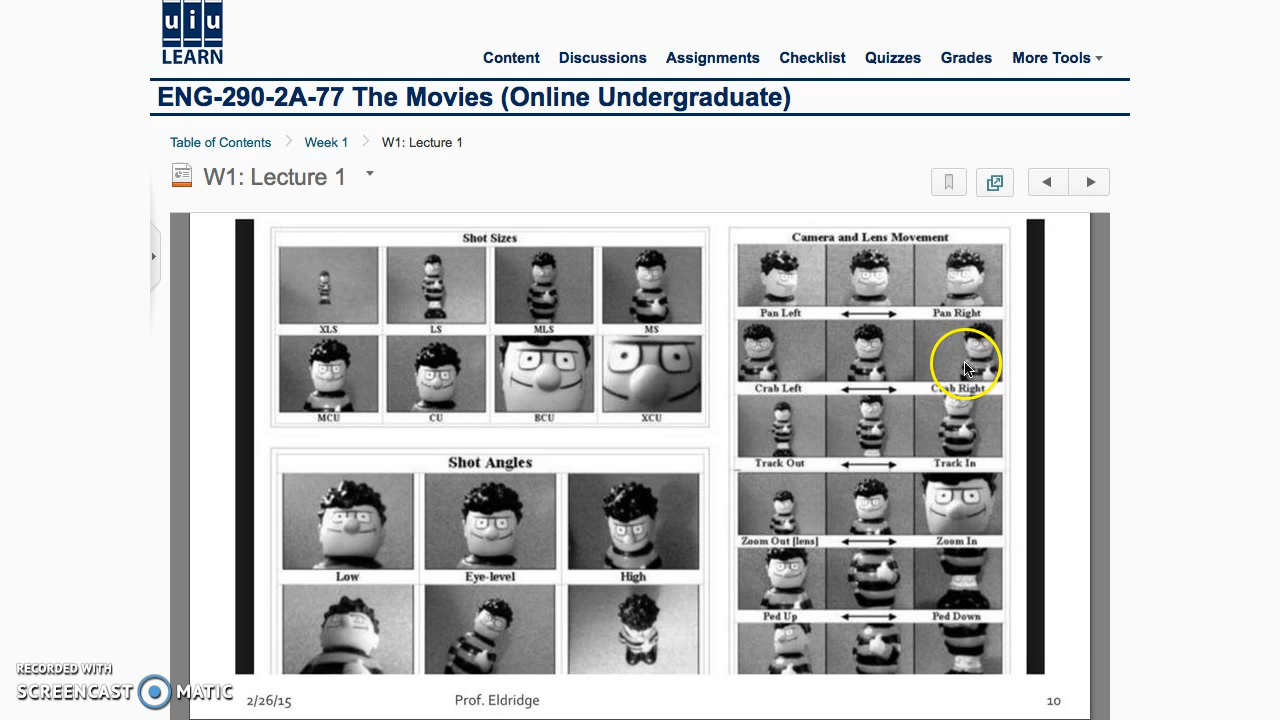 uiu
LEARN
Content Discussions Assignments Checklist Quizzes Grades More Tools
ENG-290-2A-77 The Movies (Online Undergraduate)
Table of Contents Week 1 W1: Lecture 1
W1: Lecture 1
Shot Sizes
XLS LS MLS MS
MCU CU BCU XCU
Shot Angles
Low Eye-level High
Camera and Lens Movement
Pan Left Pan Right
Crab Left Crab Right
Track Out Track In
Zoom Out [lens] Zoom In
Ped Up Ped Down
RECORDED WITH
SCREENCAST MATIC
2/26/15 Prof. Eldridge 10